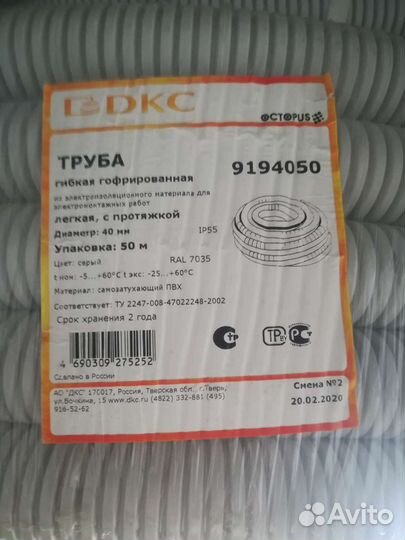 DKC
OCTOPUS
ТРУБА 9194050
гибкая гофрированная
из электроизоляционного материала для
электромонтажных работ
легкая, с протяжкой
Диаметр: 40 мм IP55
Упаковка: 50 м
Цвет: серый RAL 7035
t мон: -5...+60°C t экс: -25...+60°C
Материал: самозатухающий ПВХ
Соответствует: ТУ 2247-008-47022248-2002
Срок хранения 2 года
4 690309 275252
Сделано в России
АО "ДКС" 170017, Россия, Тверская обл., г.Тверь,
ул.Бочкина, 15 www.dkc.ru (4822) 332-881 (495)
916-52-62
Смена №2
20.02.2020
Avito